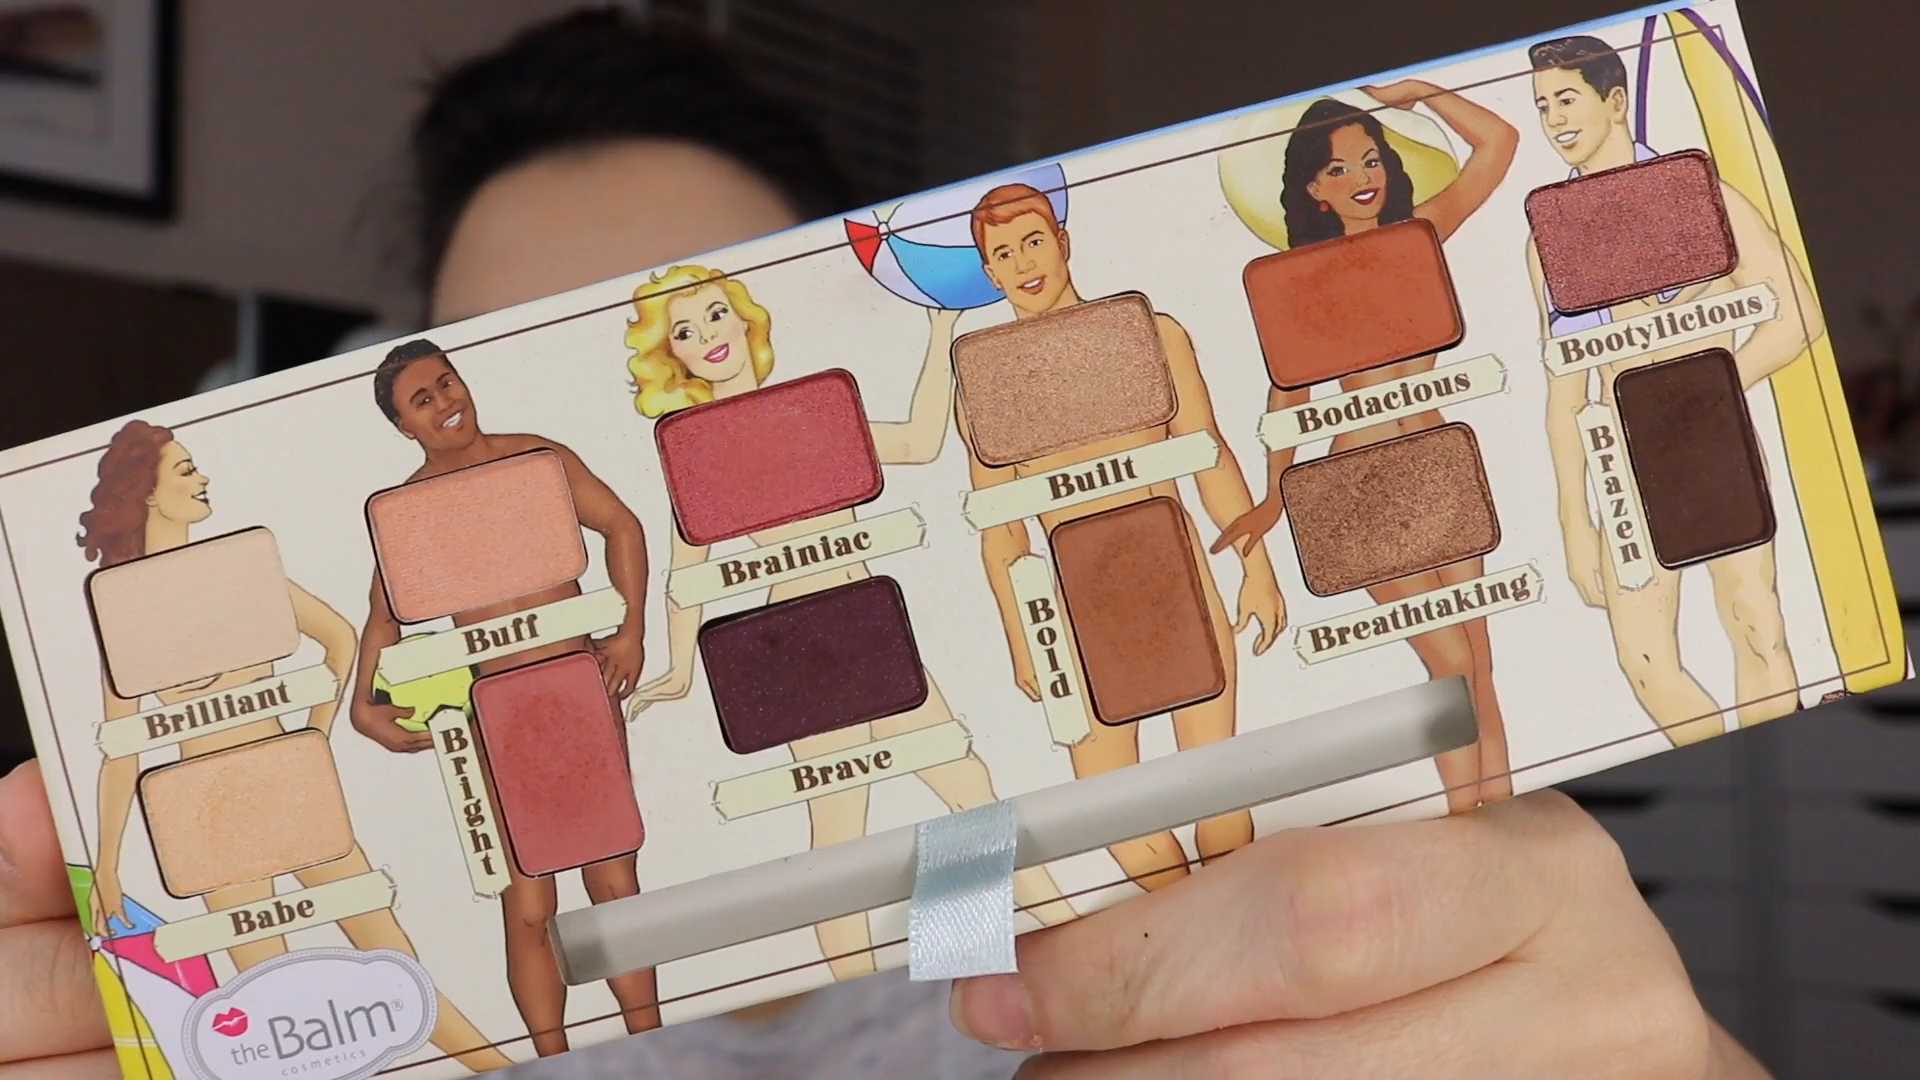 Brilliant
Babe
Buff
Bright
Brainiac
Brave
Built
Bold
Bodacious
Breathtaking
Bootylicious
Brazen
theBalm®
cosmetics